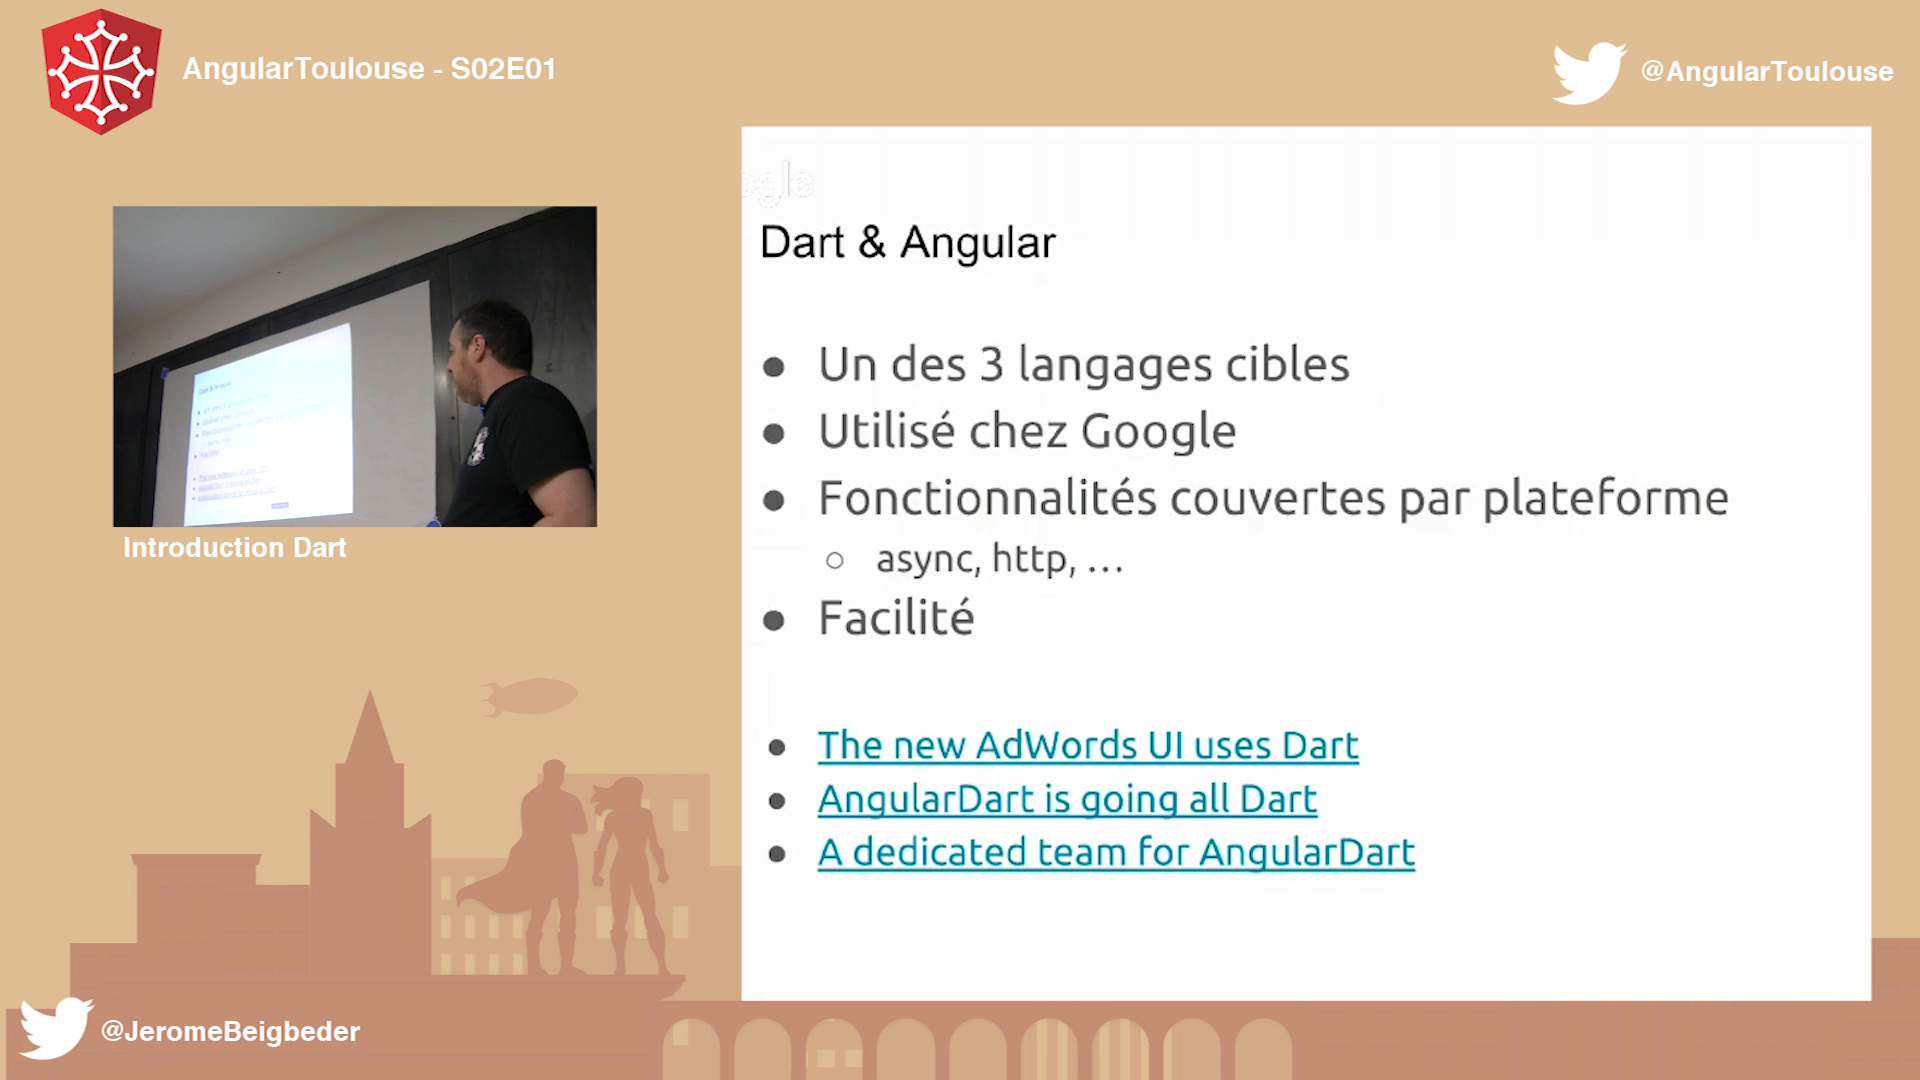 AngularToulouse - S02E01
@AngularToulouse
ogle
Dart & Angular
● Un des 3 langages cibles
● Utilisé chez Google
● Fonctionnalités couvertes par plateforme
○ async, http, …
● Facilité
● The new AdWords UI uses Dart
● AngularDart is going all Dart
● A dedicated team for AngularDart
Introduction Dart
@JeromeBeigbeder